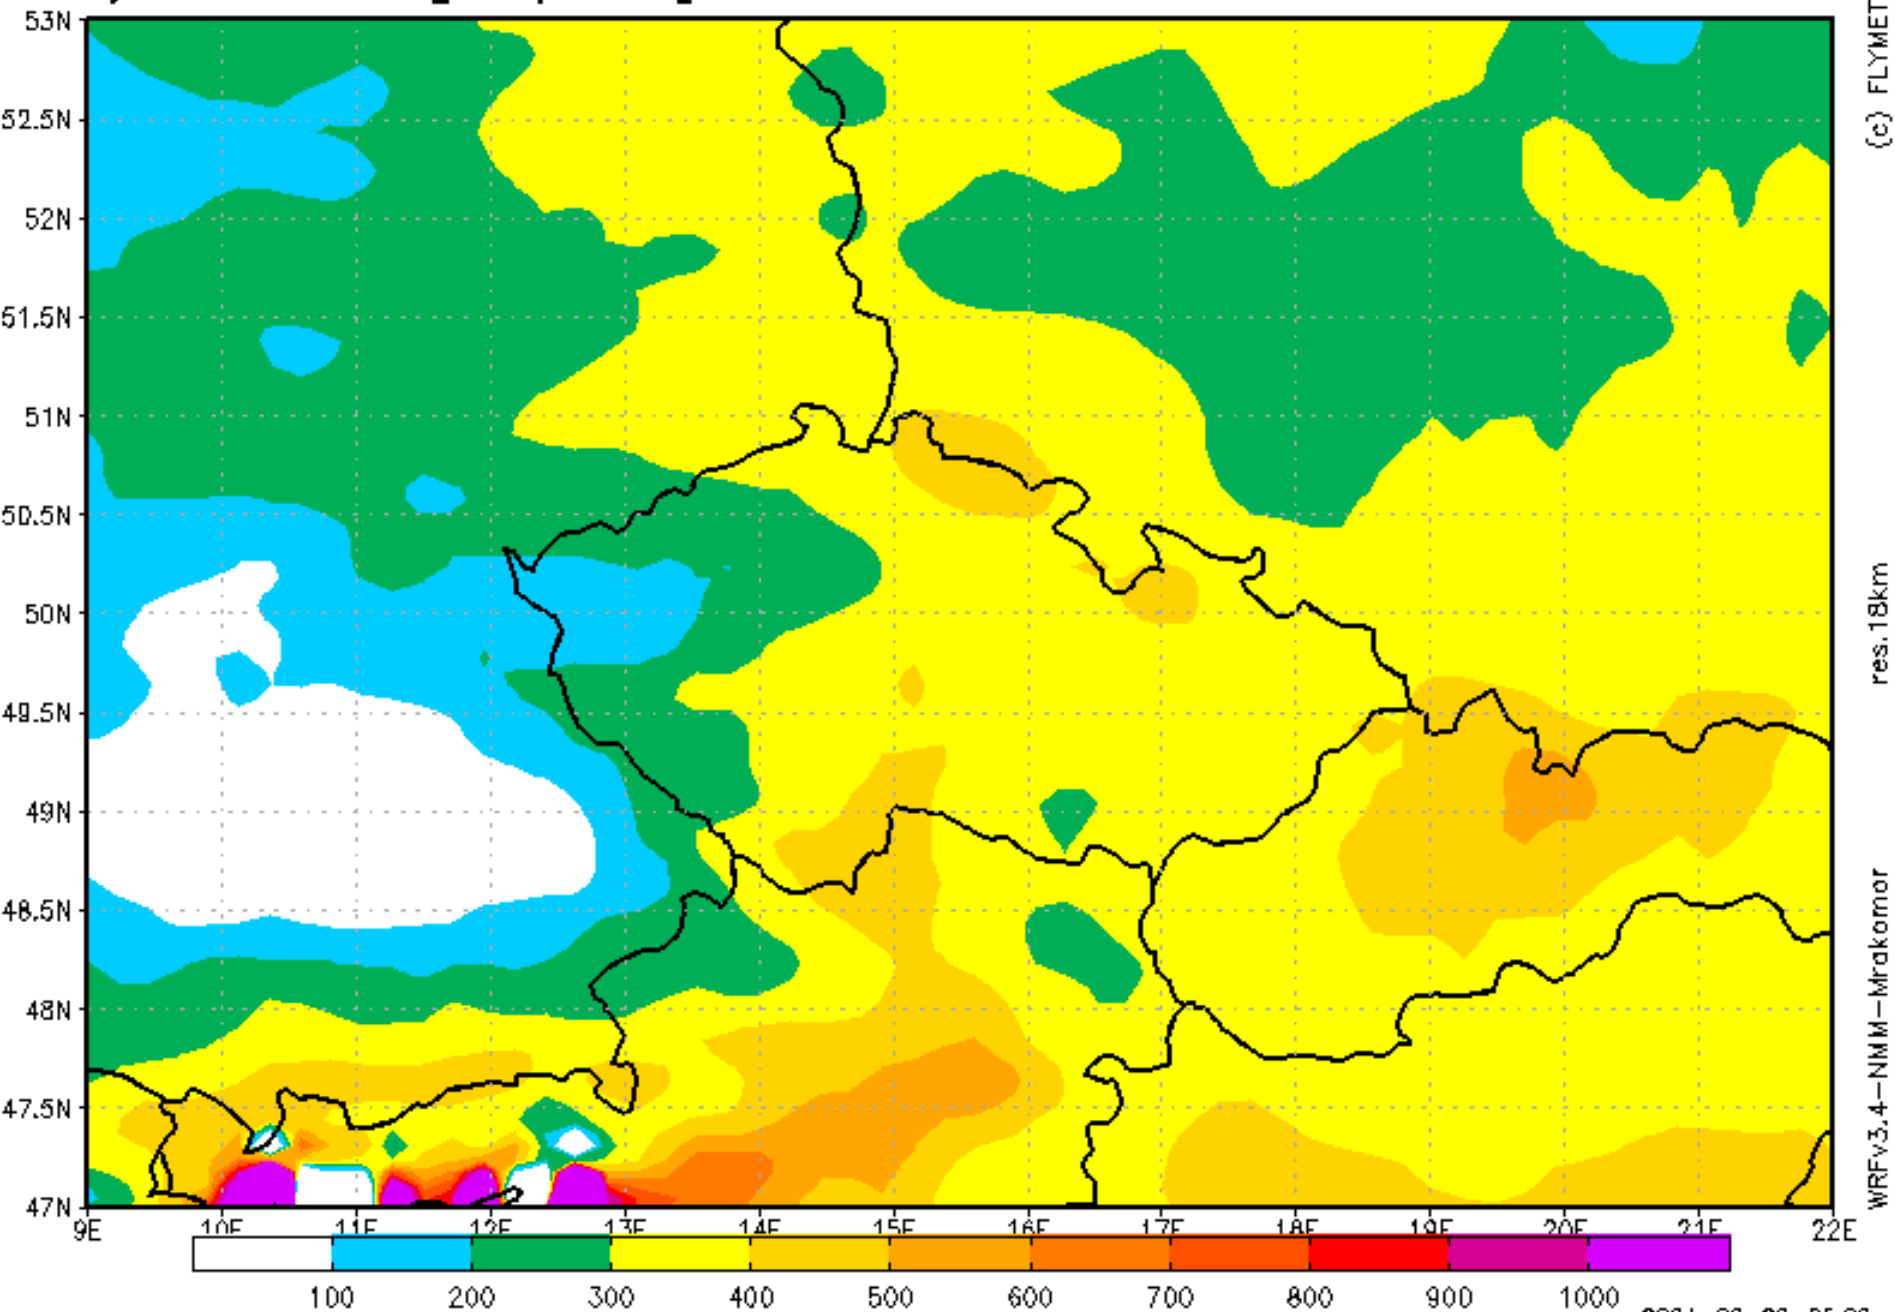 53N
52.5N
52N
51.5N
51N
50.5N
50N
49.5N
49N
48.5N
48N
47.5N
47N
9E 10E 11E 12E 13E 14E 15E 16E 17E 18E 19E 20E 21E 22E
100 200 300 400 500 600 700 800 900 1000
(c) FLYMET
res.18km
WRFv3.4-NMM-Mrakomor